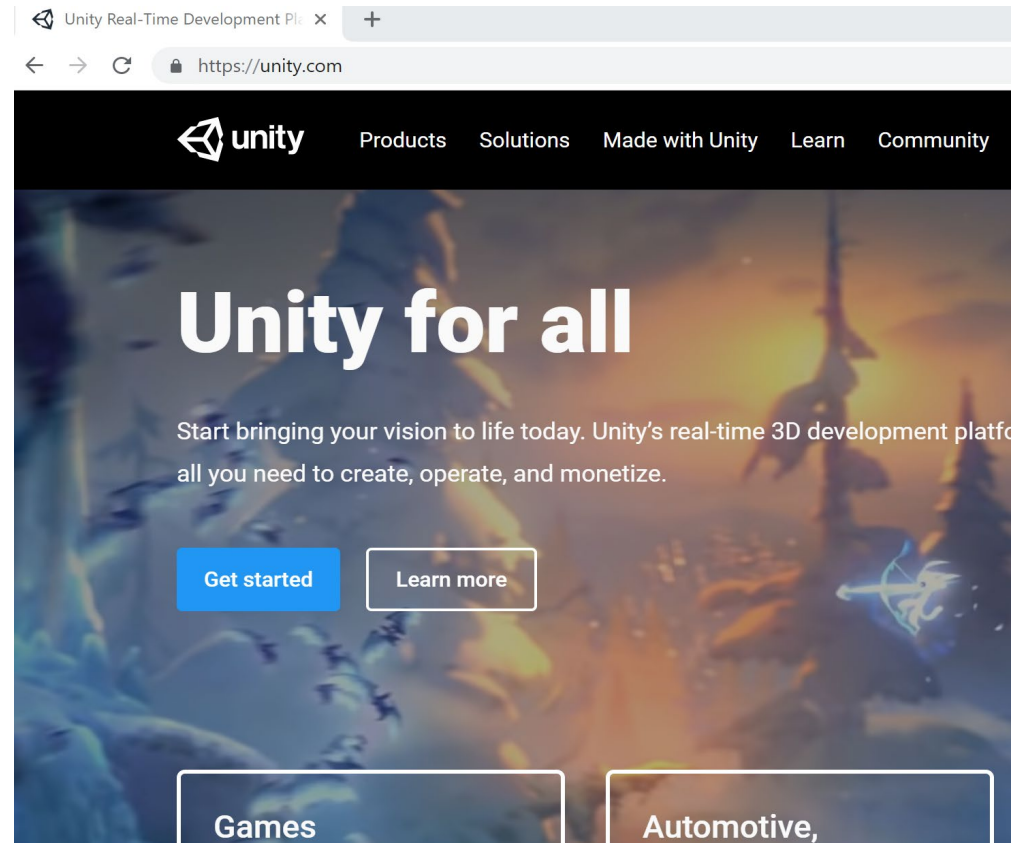 Unity Real-Time Development Pla
https://unity.com
unity Products Solutions Made with Unity Learn Community
Unity for all
Start bringing your vision to life today. Unity's real-time 3D development platfo
all you need to create, operate, and monetize.
Get started Learn more
Games Automotive,